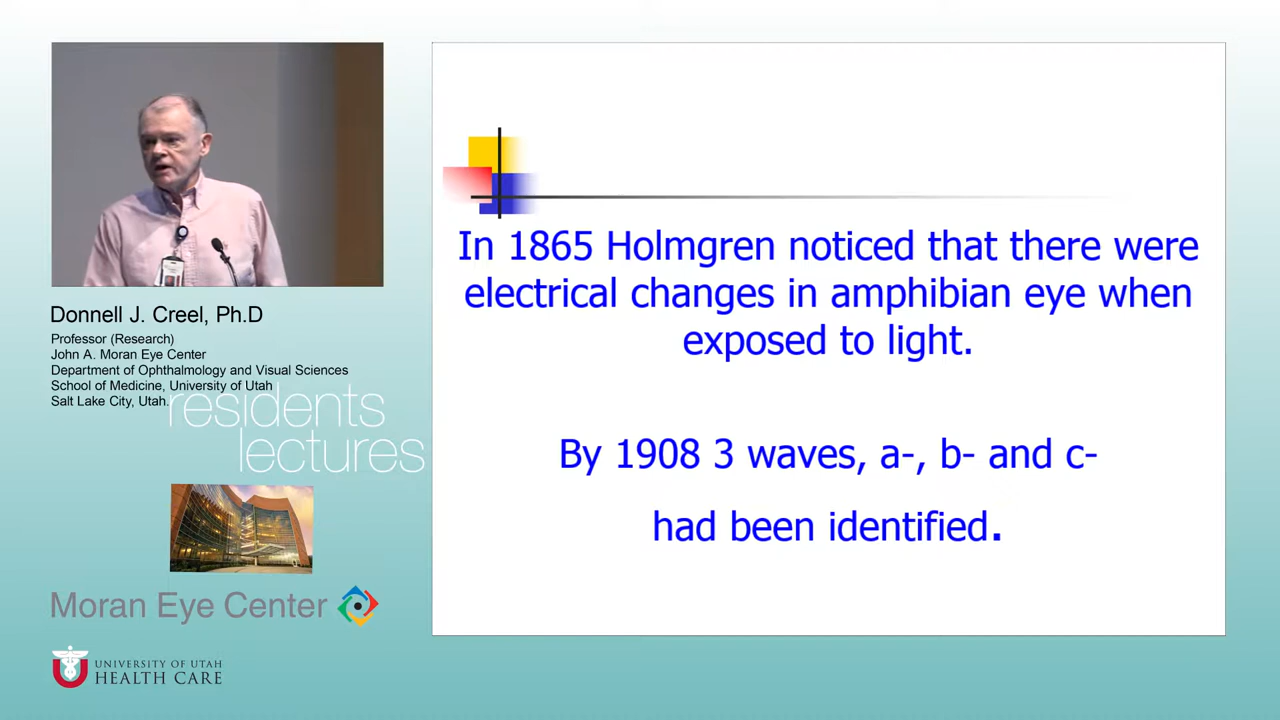 Donnell J. Creel, Ph.D
Professor (Research)
John A. Moran Eye Center
Department of Ophthalmology and Visual Sciences
School of Medicine, University of Utah
Salt Lake City, Utah.
residents
lectures
Moran Eye Center
UNIVERSITY OF UTAH
HEALTH CARE
In 1865 Holmgren noticed that there were
electrical changes in amphibian eye when
exposed to light.
By 1908 3 waves, a-, b- and c-
had been identified.